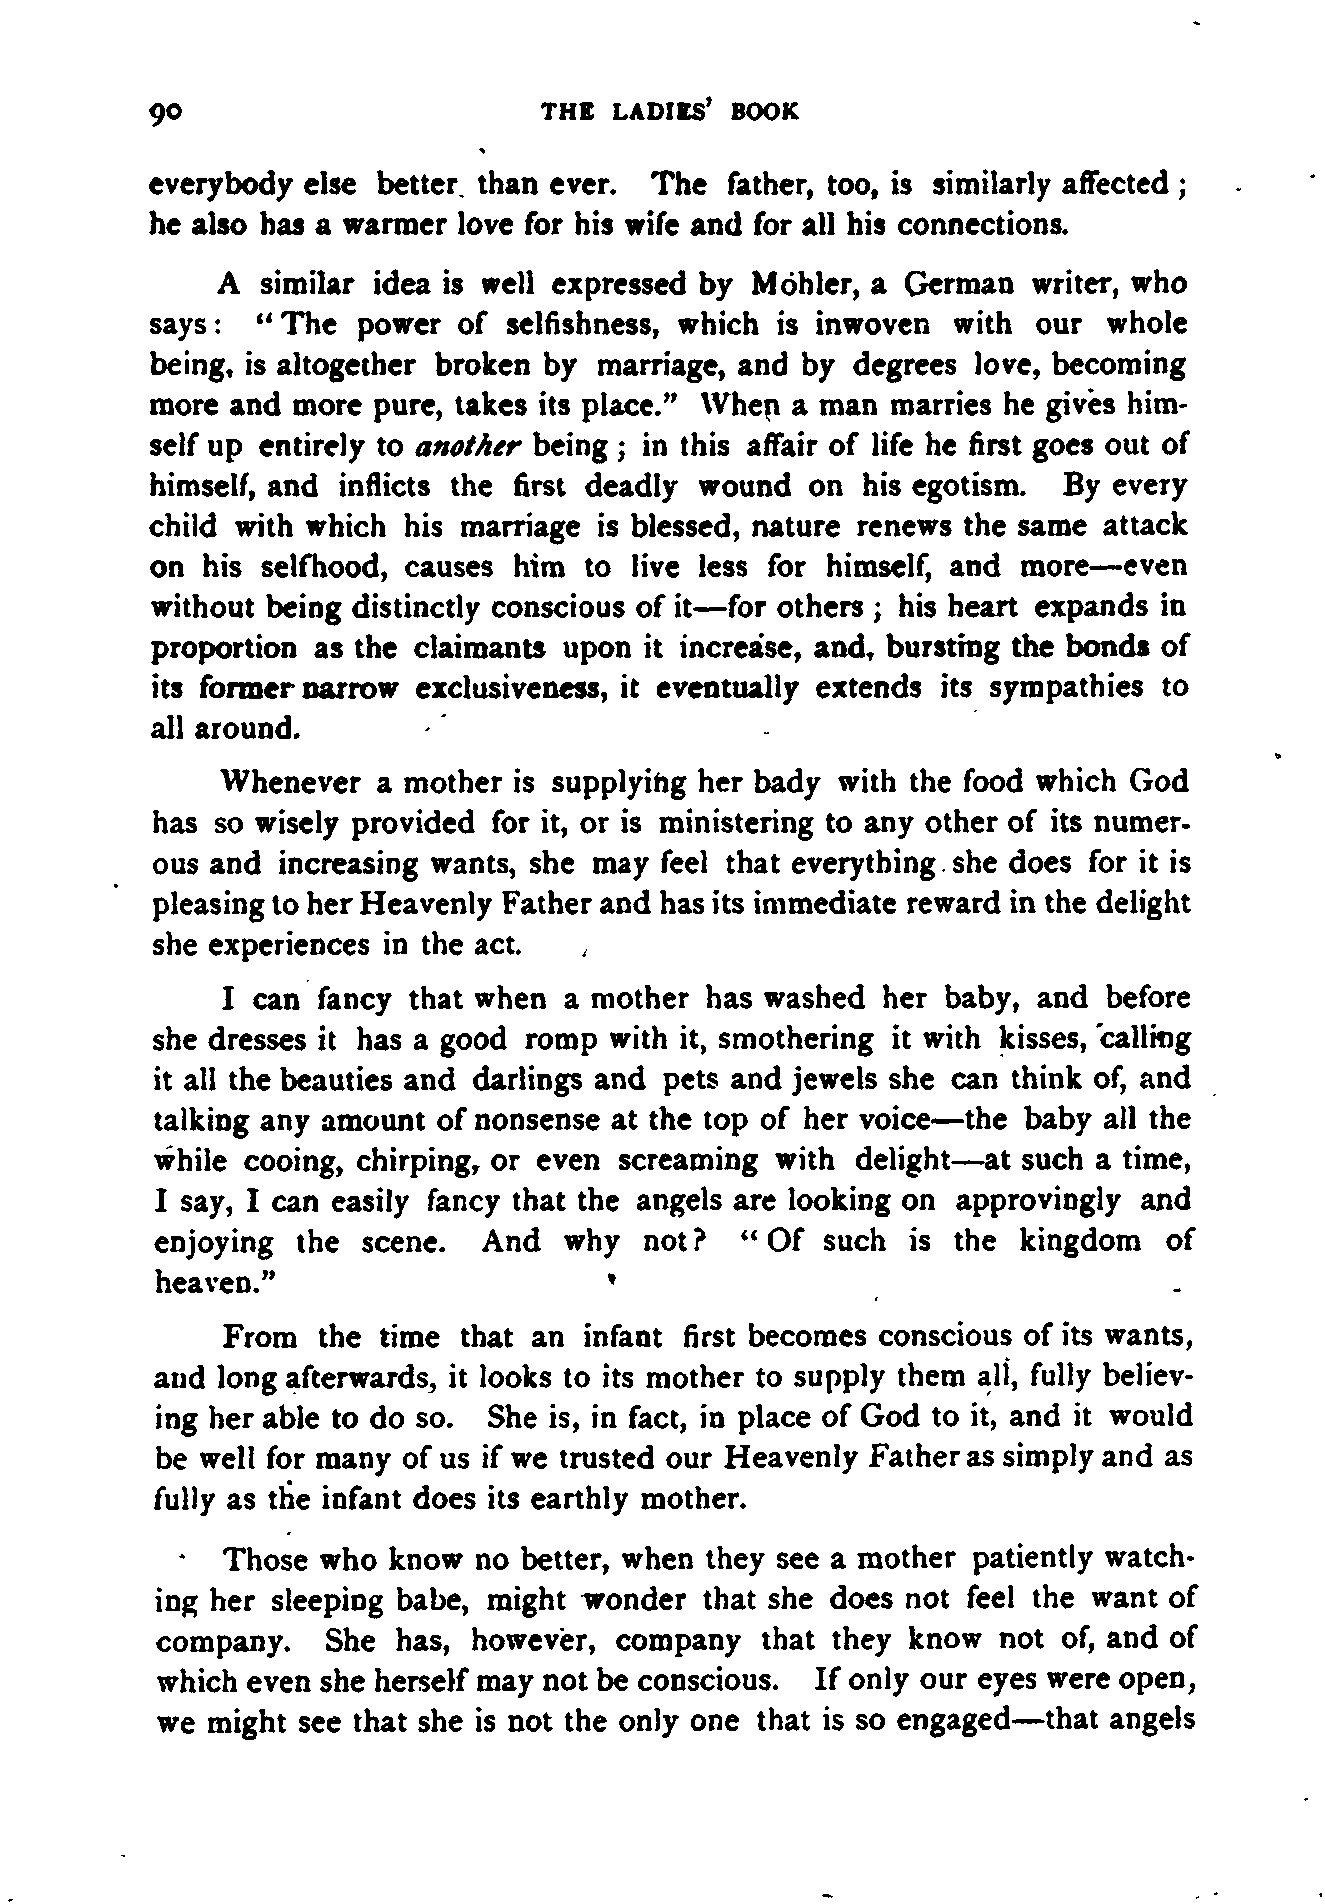 90 THE LADIES' BOOK
everybody else better than ever. The father, too, is similarly affected ;
he also has a warmer love for his wife and for all his connections.
A similar idea is well expressed by Möhler, a German writer, who
says: "The power of selfishness, which is inwoven with our whole
being, is altogether broken by marriage, and by degrees love, becoming
more and more pure, takes its place." When a man marries he gives him-
self up entirely to another being ; in this affair of life he first goes out of
himself, and inflicts the first deadly wound on his egotism. By every
child with which his marriage is blessed, nature renews the same attack
on his selfhood, causes him to live less for himself, and more—even
without being distinctly conscious of it—for others ; his heart expands in
proportion as the claimants upon it increase, and, bursting the bonds of
its former narrow exclusiveness, it eventually extends its sympathies to
all around.
Whenever a mother is supplying her bady with the food which God
has so wisely provided for it, or is ministering to any other of its numer-
ous and increasing wants, she may feel that everything she does for it is
pleasing to her Heavenly Father and has its immediate reward in the delight
she experiences in the act.
I can fancy that when a mother has washed her baby, and before
she dresses it has a good romp with it, smothering it with kisses, calling
it all the beauties and darlings and pets and jewels she can think of, and
talking any amount of nonsense at the top of her voice—the baby all the
while cooing, chirping, or even screaming with delight—at such a time,
I say, I can easily fancy that the angels are looking on approvingly and
enjoying the scene. And why not? "Of such is the kingdom of
heaven."
From the time that an infant first becomes conscious of its wants,
and long afterwards, it looks to its mother to supply them all, fully believ-
ing her able to do so. She is, in fact, in place of God to it, and it would
be well for many of us if we trusted our Heavenly Father as simply and as
fully as the infant does its earthly mother.
Those who know no better, when they see a mother patiently watch-
ing her sleeping babe, might wonder that she does not feel the want of
company. She has, however, company that they know not of, and of
which even she herself may not be conscious. If only our eyes were open,
we might see that she is not the only one that is so engaged—that angels